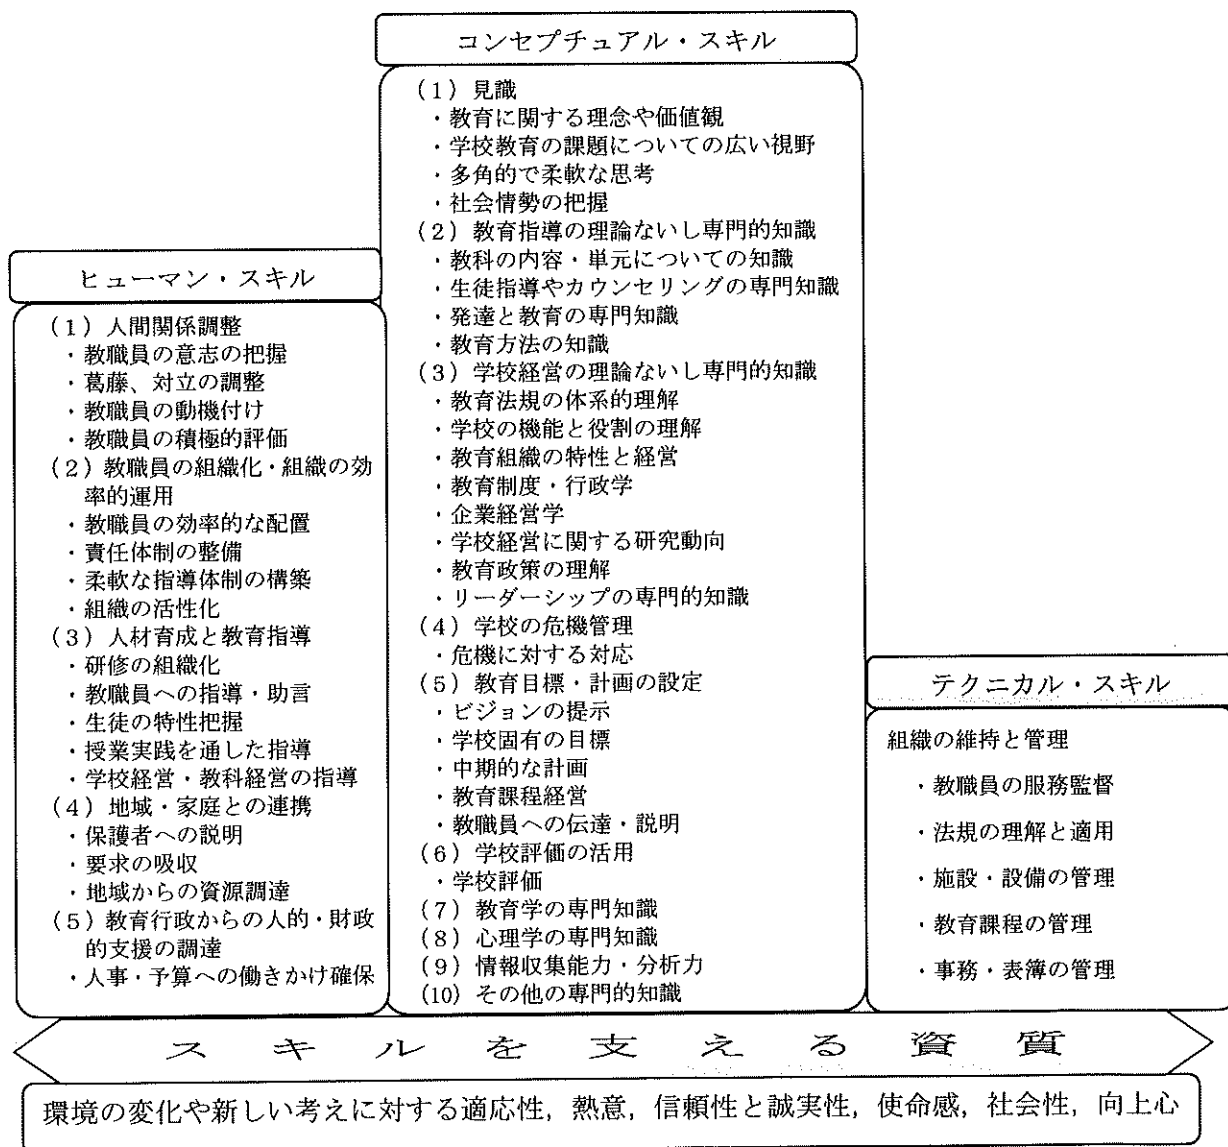 コンセプチュアル・スキル
(1) 見識
・教育に関する理念や価値観
・学校教育の課題についての広い視野
・多角的で柔軟な思考
・社会情勢の把握
(2) 教育指導の理論ないし専門的知識
・教科の内容・単元についての知識
・生徒指導やカウンセリングの専門知識
・発達と教育の専門知識
・教育方法の知識
(3) 学校経営の理論ないし専門的知識
・教育法規の体系的理解
・学校の機能と役割の理解
・教育組織の特性と経営
・教育制度・行政学
・企業経営学
・学校経営に関する研究動向
・教育政策の理解
・リーダーシップの専門的知識
(4) 学校の危機管理
・危機に対する対応
(5) 教育目標・計画の設定
・ビジョンの提示
・学校固有の目標
・中期的な計画
・教育課程経営
・教職員への伝達・説明
(6) 学校評価の活用
・学校評価
(7) 教育学の専門知識
(8) 心理学の専門知識
(9) 情報収集能力・分析力
(10) その他の専門的知識
ヒューマン・スキル
(1) 人間関係調整
・教職員の意志の把握
・葛藤、対立の調整
・教職員の動機付け
・教職員の積極的評価
(2) 教職員の組織化・組織の効
率的運用
・教職員の効率的な配置
・責任体制の整備
・柔軟な指導体制の構築
・組織の活性化
(3) 人材育成と教育指導
・研修の組織化
・教職員への指導・助言
・生徒の特性把握
・授業実践を通した指導
・学校経営・教科経営の指導
(4) 地域・家庭との連携
・保護者への説明
・要求の吸収
・地域からの資源調達
(5) 教育行政からの人的・財政
的支援の調達
・人事・予算への働きかけ確保
テクニカル・スキル
組織の維持と管理
・教職員の服務監督
・法規の理解と適用
・施設・設備の管理
・教育課程の管理
・事務・表簿の管理
スキルを支える資質
環境の変化や新しい考えに対する適応性，熱意，信頼性と誠実性，使命感，社会性，向上心